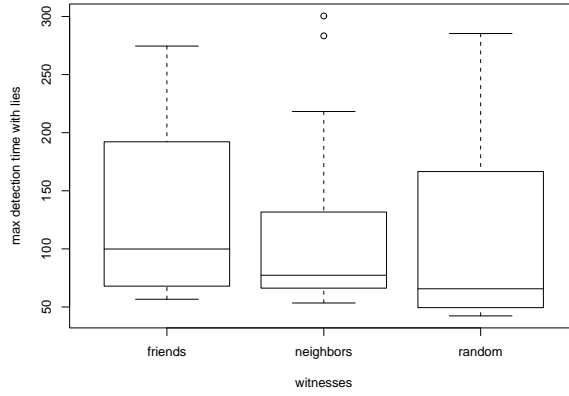 300
250
200
150
100
50
max detection time with lies
friends neighbors random
witnesses